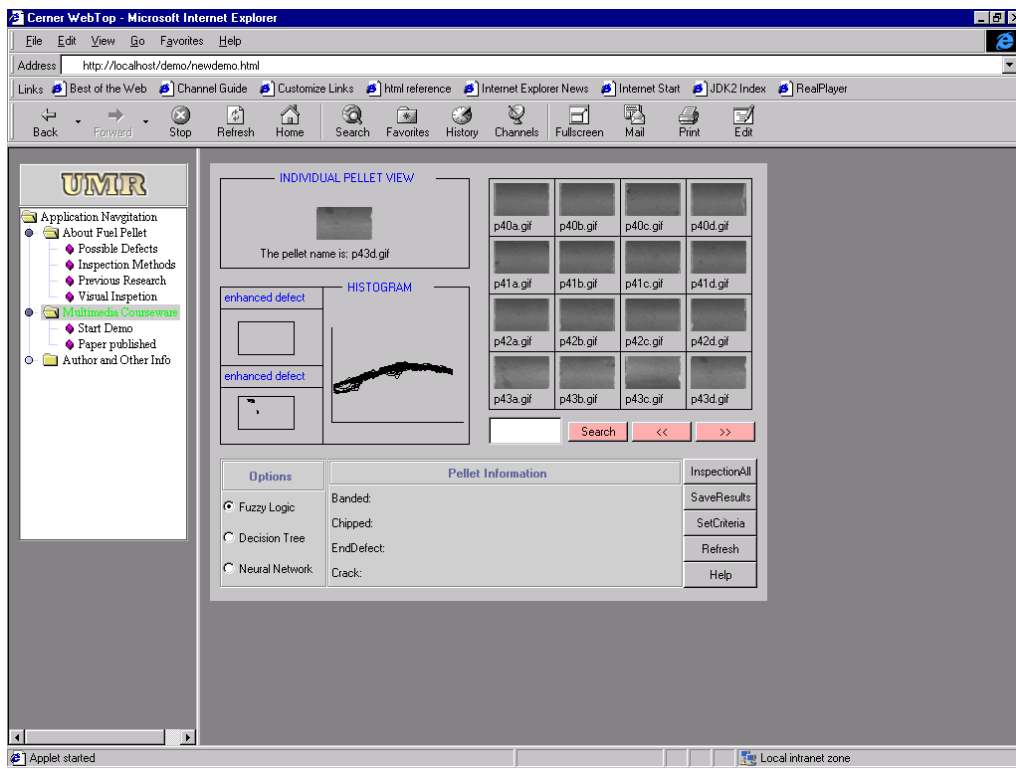 Cerner WebTop - Microsoft Internet Explorer
File Edit View Go Favorites Help
Address http://localhost/demo/newdemo.html
Links Best of the Web Channel Guide Customize Links html reference Internet Explorer News Internet Start JDK2 Index RealPlayer
Back Forward Stop Refresh Home Search Favorites History Channels Fullscreen Mail Print Edit
UMR
Application Navgitation
About Fuel Pellet
Possible Defects
Inspection Methods
Previous Research
Visual Inspetion
Multimedia Courseware
Start Demo
Paper published
Author and Other Info
INDIVIDUAL PELLET VIEW
The pellet name is: p43d.gif
enhanced defect
HISTOGRAM
enhanced defect
p40a.gif p40b.gif p40c.gif p40d.gif
p41a.gif p41b.gif p41c.gif p41d.gif
p42a.gif p42b.gif p42c.gif p42d.gif
p43a.gif p43b.gif p43c.gif p43d.gif
Search << >>
Options
Fuzzy Logic
Decision Tree
Neural Network
Pellet Information
Banded:
Chipped:
EndDefect:
Crack:
InspectionAll
SaveResults
SetCriteria
Refresh
Help
Applet started
Local intranet zone